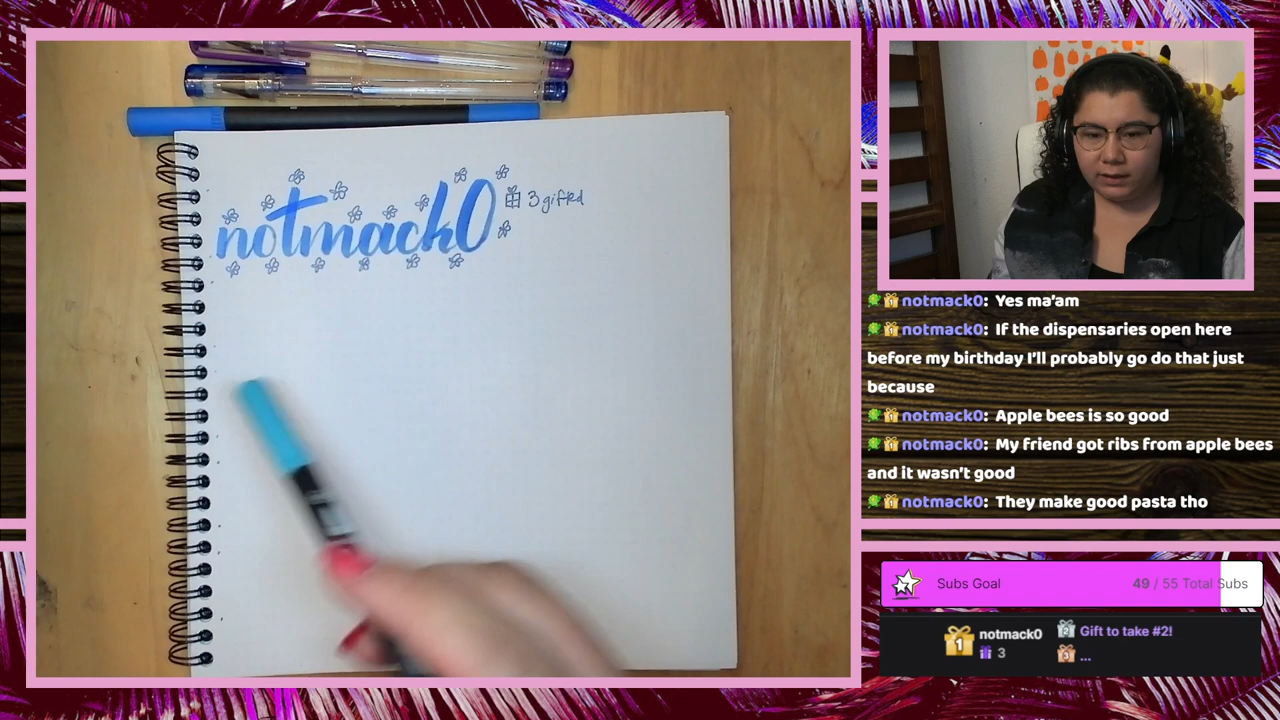 notmack0 3 gifted
notmack0: Yes ma'am
notmack0: If the dispensaries open here
before my birthday I'll probably go do that just
because
notmack0: Apple bees is so good
notmack0: My friend got ribs from apple bees
and it wasn't good
notmack0: They make good pasta tho
Subs Goal 49 / 55 Total Subs
1 notmack0 2 Gift to take #2!
3 3 ...